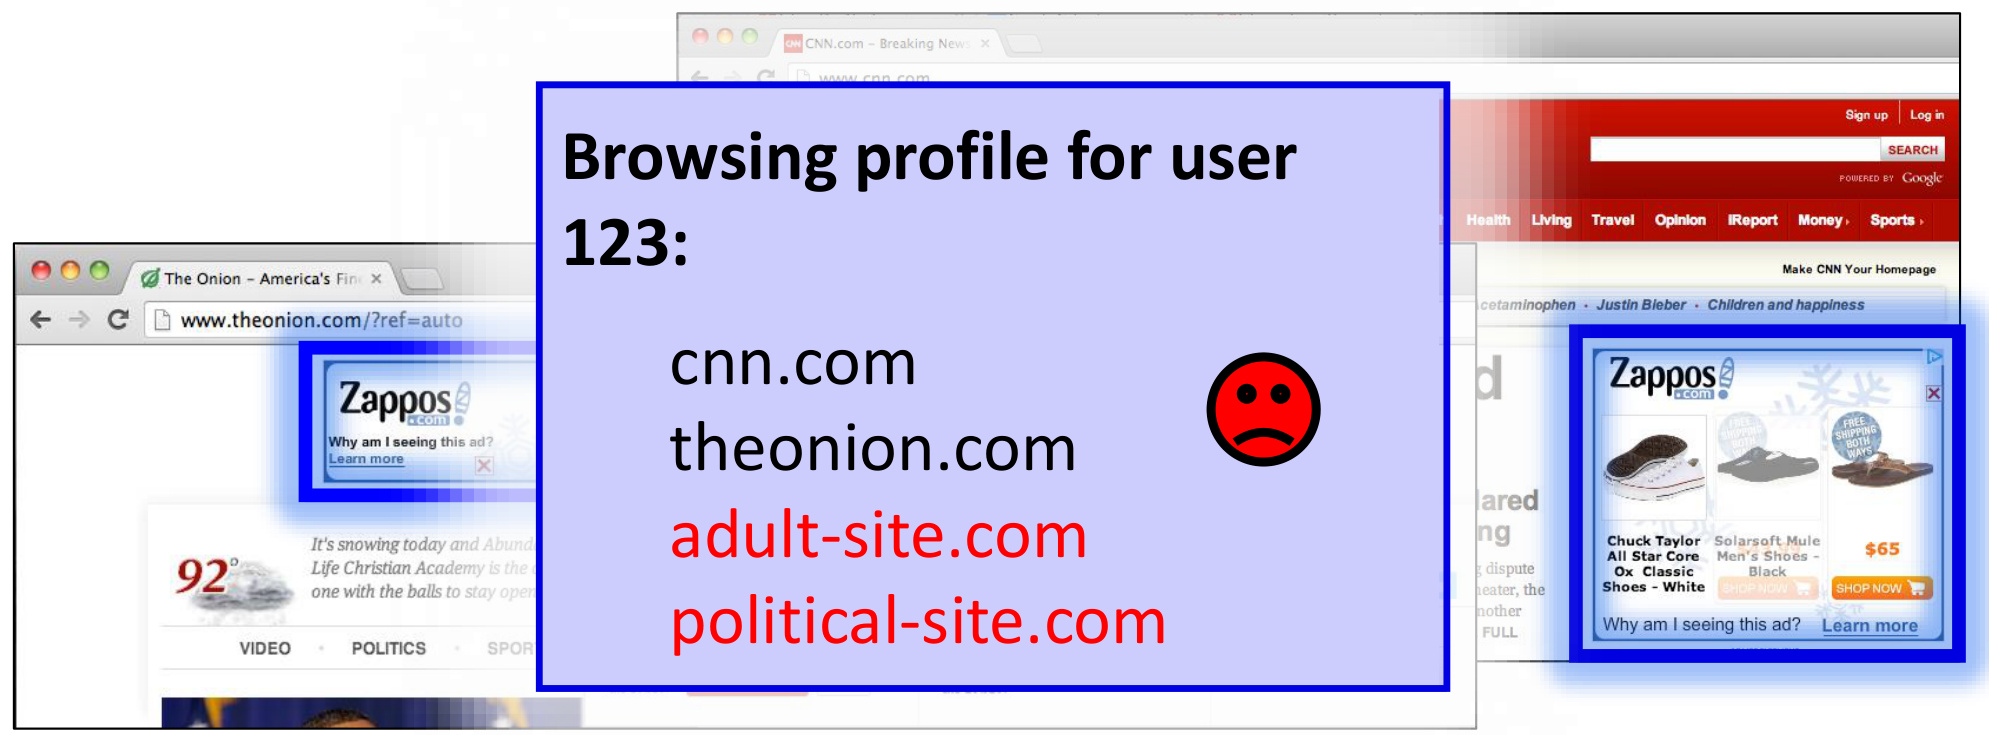 CNN.com – Breaking News
www.cnn.com
Sign up Log in
SEARCH
POWERED BY Google
Health Living Travel Opinion iReport Money Sports
Make CNN Your Homepage
cetaminophen • Justin Bieber • Children and happiness
Browsing profile for user
123:
cnn.com
theonion.com
adult-site.com
political-site.com
The Onion – America's Fin
www.theonion.com/?ref=auto
Zappos
.com
Why am I seeing this ad?
Learn more
It's snowing today and Abund
Life Christian Academy is the
one with the balls to stay open
92°
VIDEO • POLITICS • SPOR
d
ared
ng
g dispute
eater, the
nother
FULL
Zappos
.com
FREE SHIPPING BOTH
FREE SHIPPING BOTH WAYS
Chuck Taylor
All Star Core
Ox Classic
Shoes - White
Solarsoft Mule
Men's Shoes -
Black
SHOP NOW
$65
SHOP NOW
Why am I seeing this ad? Learn more